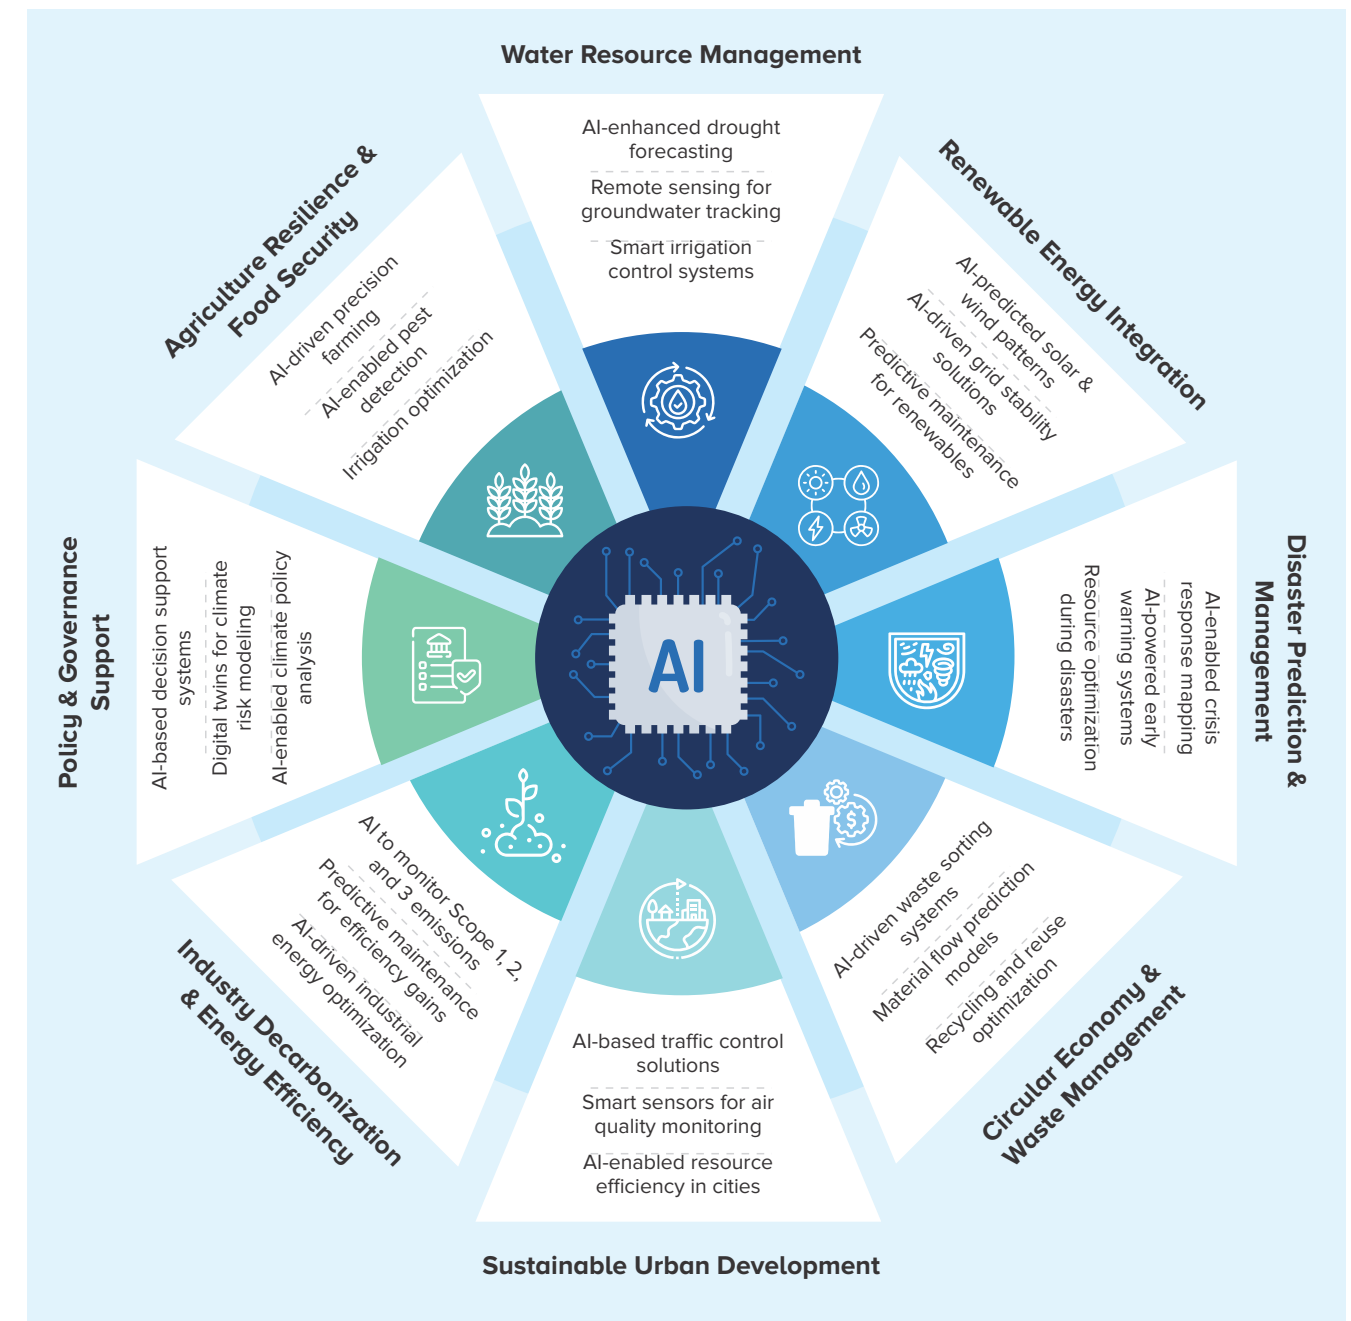 Water Resource Management
AI-enhanced drought
forecasting
Remote sensing for
groundwater tracking
Smart irrigation
control systems
Renewable Energy Integration
AI-predicted solar &
wind patterns
AI-driven grid stability
solutions
Predictive maintenance
for renewables
Disaster Prediction &
Management
AI-enabled crisis
response mapping
AI-powered early
warning systems
Resource optimization
during disasters
Circular Economy &
Waste Management
AI-driven waste sorting
systems
Material flow prediction
models
Recycling and reuse
optimization
Sustainable Urban Development
AI-based traffic control
solutions
Smart sensors for air
quality monitoring
AI-enabled resource
efficiency in cities
Industry Decarbonization
& Energy Efficiency
AI to monitor Scope 1, 2,
and 3 emissions
Predictive maintenance
for efficiency gains
AI-driven industrial
energy optimization
Policy & Governance
Support
AI-based decision support
systems
Digital twins for climate
risk modeling
AI-enabled climate policy
analysis
Agriculture Resilience &
Food Security
AI-driven precision
farming
AI-enabled pest
detection
Irrigation optimization
AI
$